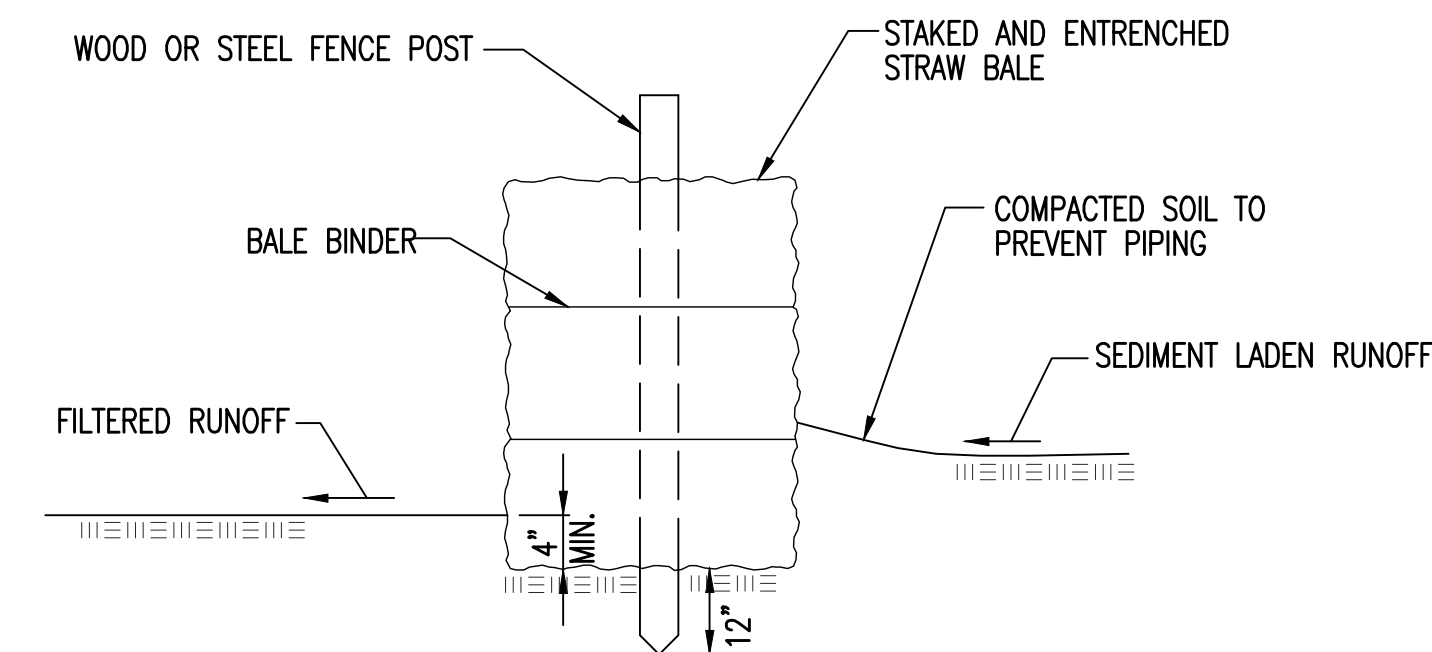 WOOD OR STEEL FENCE POST
STAKED AND ENTRENCHED
STRAW BALE
BALE BINDER
COMPACTED SOIL TO
PREVENT PIPING
SEDIMENT LADEN RUNOFF
FILTERED RUNOFF
4"
MIN.
12"